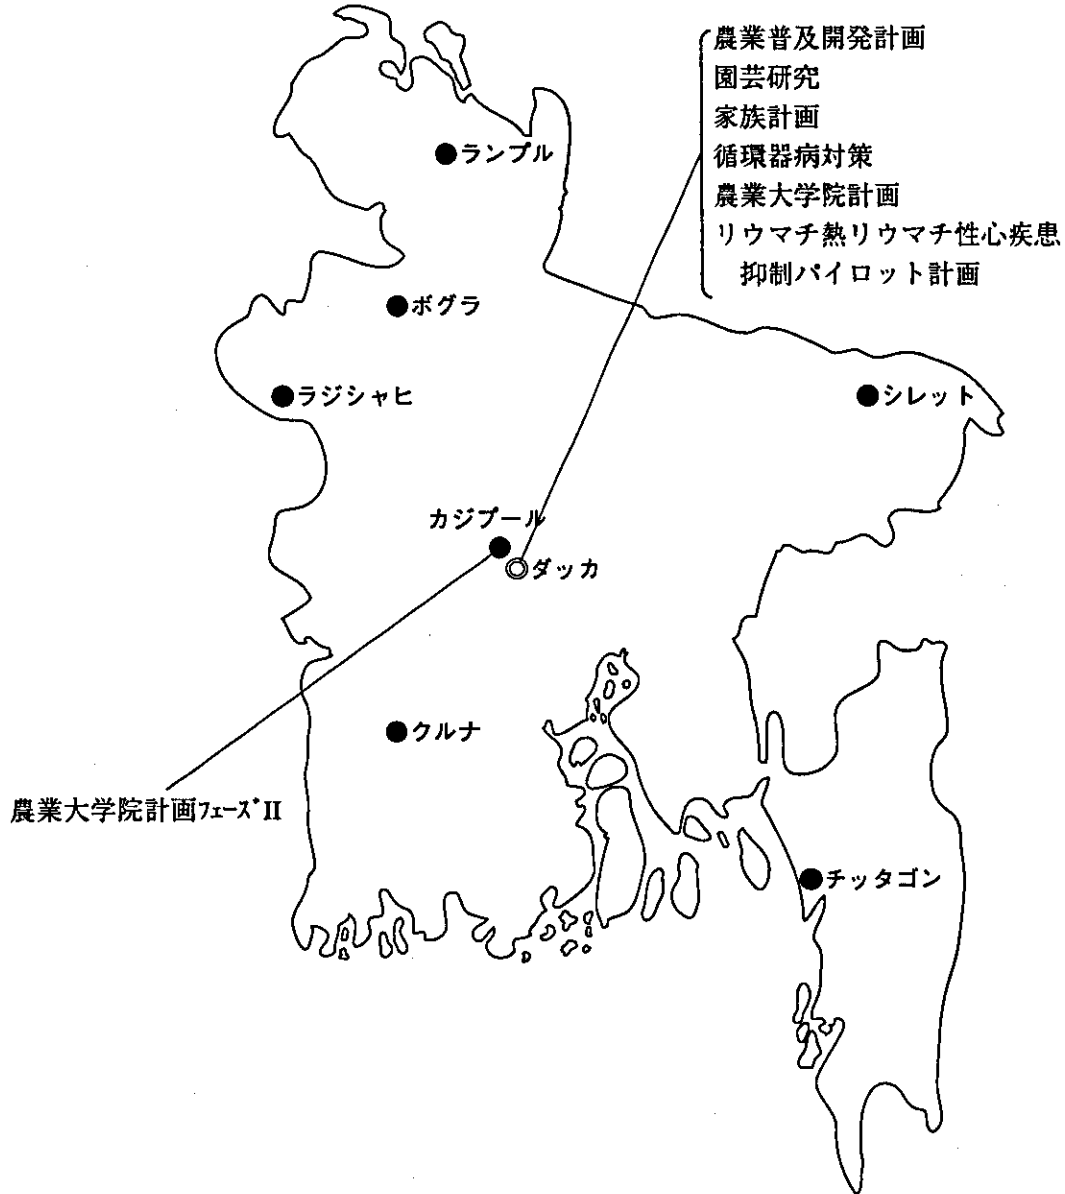 農業普及開発計画
園芸研究
家族計画
循環器病対策
農業大学院計画
リウマチ熱リウマチ性心疾患
抑制パイロット計画
ランプル
ボグラ
ラジシャヒ
シレット
カジプール
ダッカ
クルナ
農業大学院計画フェーズII
チッタゴン